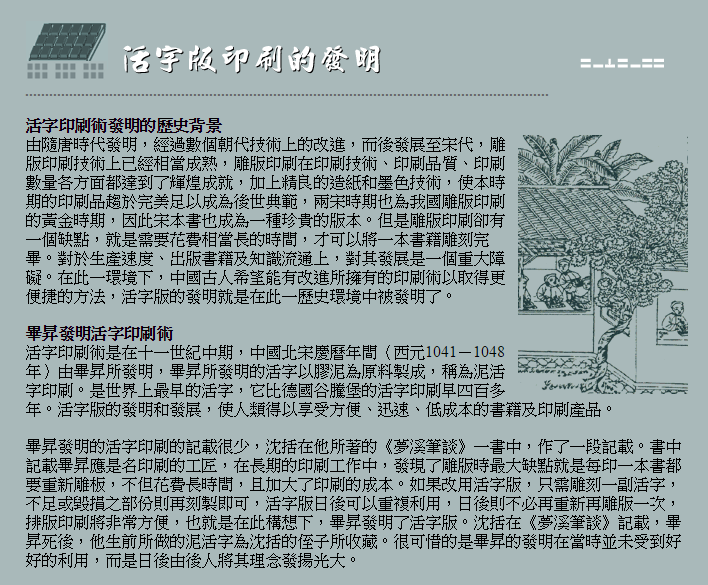 活字版印刷的發明
活字印刷術發明的歷史背景
由隨唐時代發明，經過數個朝代技術上的改進，而後發展至宋代，雕
版印刷技術上已經相當成熟，雕版印刷在印刷技術、印刷品質、印刷
數量各方面都達到了輝煌成就，加上精良的造紙和墨色技術，使本時
期的印刷品趨於完美足以成為後世典範，兩宋時期也為我國雕版印刷
的黃金時期，因此宋本書也成為一種珍貴的版本。但是雕版印刷卻有
一個缺點，就是需要花費相當長的時間，才可以將一本書籍雕刻完
畢。對於生產速度、出版書籍及知識流通上，對其發展是一個重大障
礙。在此一環境下，中國古人希望能有改進所擁有的印刷術以取得更
便捷的方法，活字版的發明就是在此一歷史環境中被發明了。
畢昇發明活字印刷術
活字印刷術是在十一世紀中期，中國北宋慶曆年間（西元1041－1048
年）由畢昇所發明，畢昇所發明的活字以膠泥為原料製成，稱為泥活
字印刷。是世界上最早的活字，它比德國谷騰堡的活字印刷早四百多
年。活字版的發明和發展，使人類得以享受方便、迅速、低成本的書籍及印刷產品。
畢昇發明的活字印刷的記載很少，沈括在他所著的《夢溪筆談》一書中，作了一段記載。書中
記載畢昇應是名印刷的工匠，在長期的印刷工作中，發現了雕版時最大缺點就是每印一本書都
要重新雕板，不但花費長時間，且加大了印刷的成本。如果改用活字版，只需雕刻一副活字，
不足或毀損之部份則再刻製即可，活字版日後可以重複利用，日後則不必再重新再雕版一次，
排版印刷將非常方便，也就是在此構想下，畢昇發明了活字版。沈括在《夢溪筆談》記載，畢
昇死後，他生前所做的泥活字為沈括的侄子所收藏。很可惜的是畢昇的發明在當時並未受到好
好的利用，而是日後由後人將其理念發揚光大。